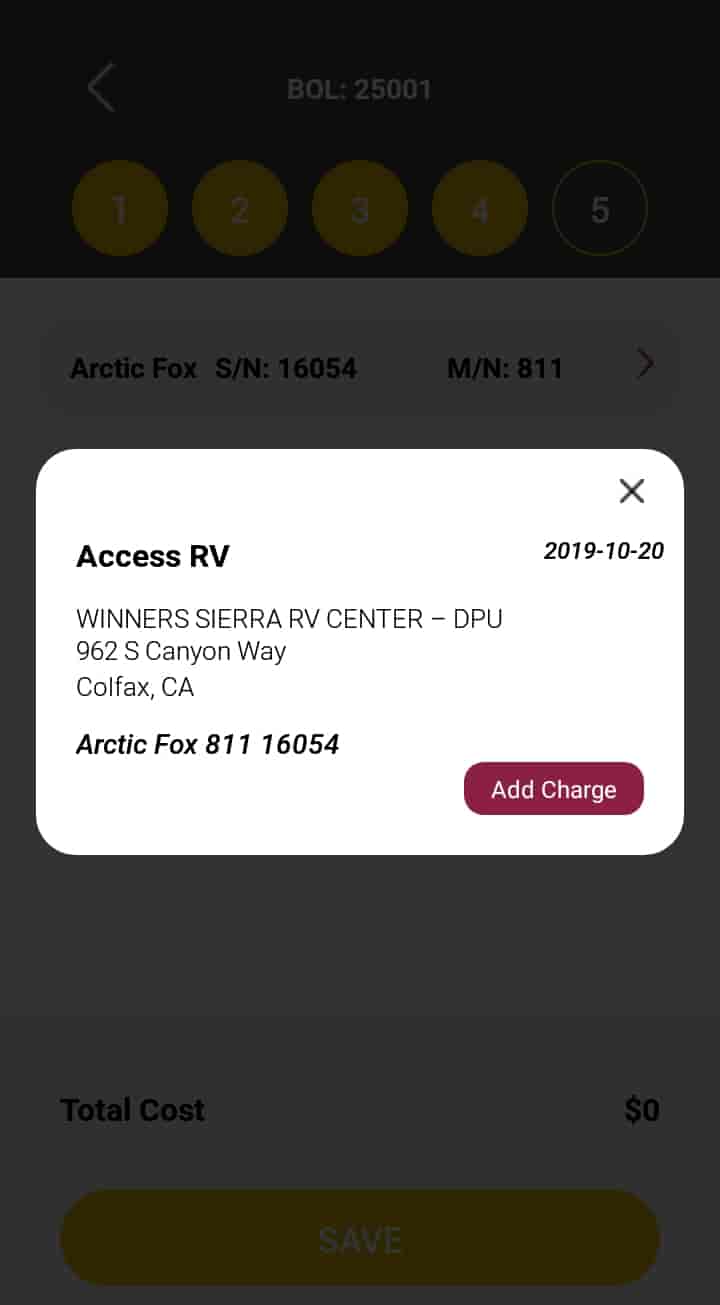 BOL: 25001
1 2 3 4 5
Arctic Fox S/N: 16054 M/N: 811
Access RV 2019-10-20
WINNERS SIERRA RV CENTER – DPU
962 S Canyon Way
Colfax, CA
Arctic Fox 811 16054
Add Charge
Total Cost $0
SAVE